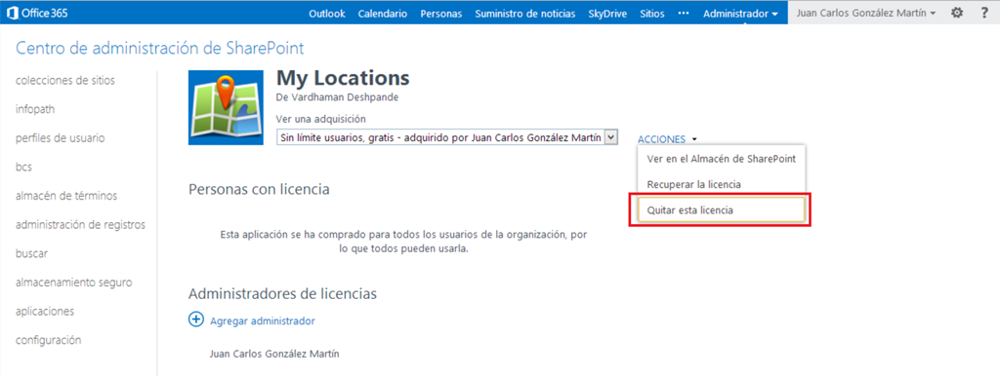 Office 365 Outlook Calendario Personas Suministro de noticias SkyDrive Sitios ••• Administrador Juan Carlos González Martín ?
Centro de administración de SharePoint
colecciones de sitios
infopath
perfiles de usuario
bcs
almacén de términos
administración de registros
buscar
almacenamiento seguro
aplicaciones
configuración
My Locations
De Vardhaman Deshpande
Ver una adquisición
Sin límite usuarios, gratis - adquirido por Juan Carlos González Martín
ACCIONES
Ver en el Almacén de SharePoint
Recuperar la licencia
Quitar esta licencia
Personas con licencia
Esta aplicación se ha comprado para todos los usuarios de la organización, por
lo que todos pueden usarla.
Administradores de licencias
Agregar administrador
Juan Carlos González Martín